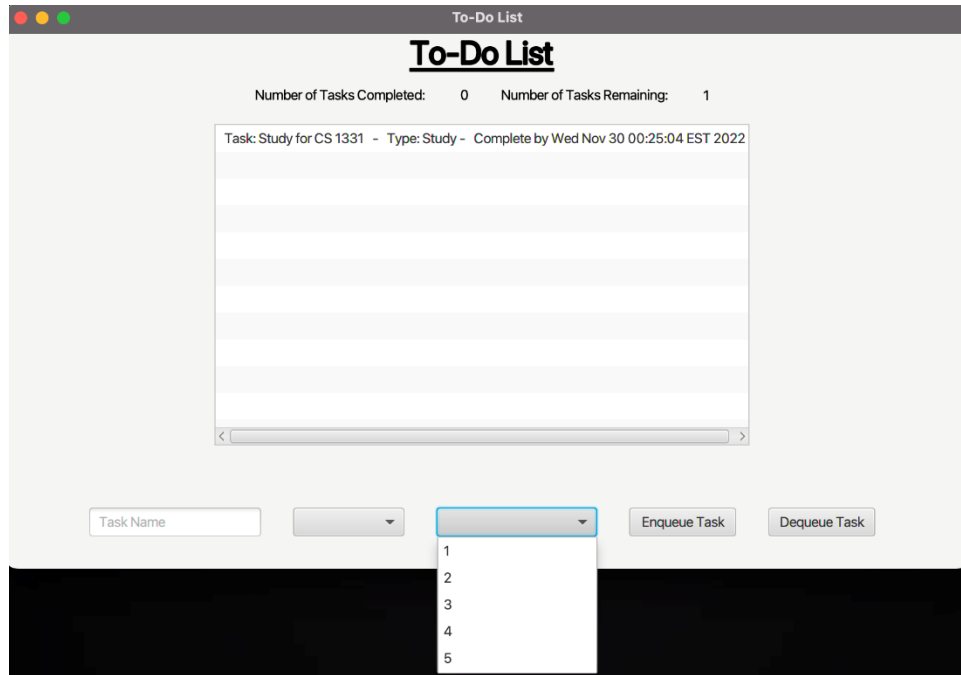 To-Do List
To-Do List
Number of Tasks Completed: 0 Number of Tasks Remaining: 1
Task: Study for CS 1331 - Type: Study - Complete by Wed Nov 30 00:25:04 EST 2022
Task Name Enqueue Task Dequeue Task
1
2
3
4
5